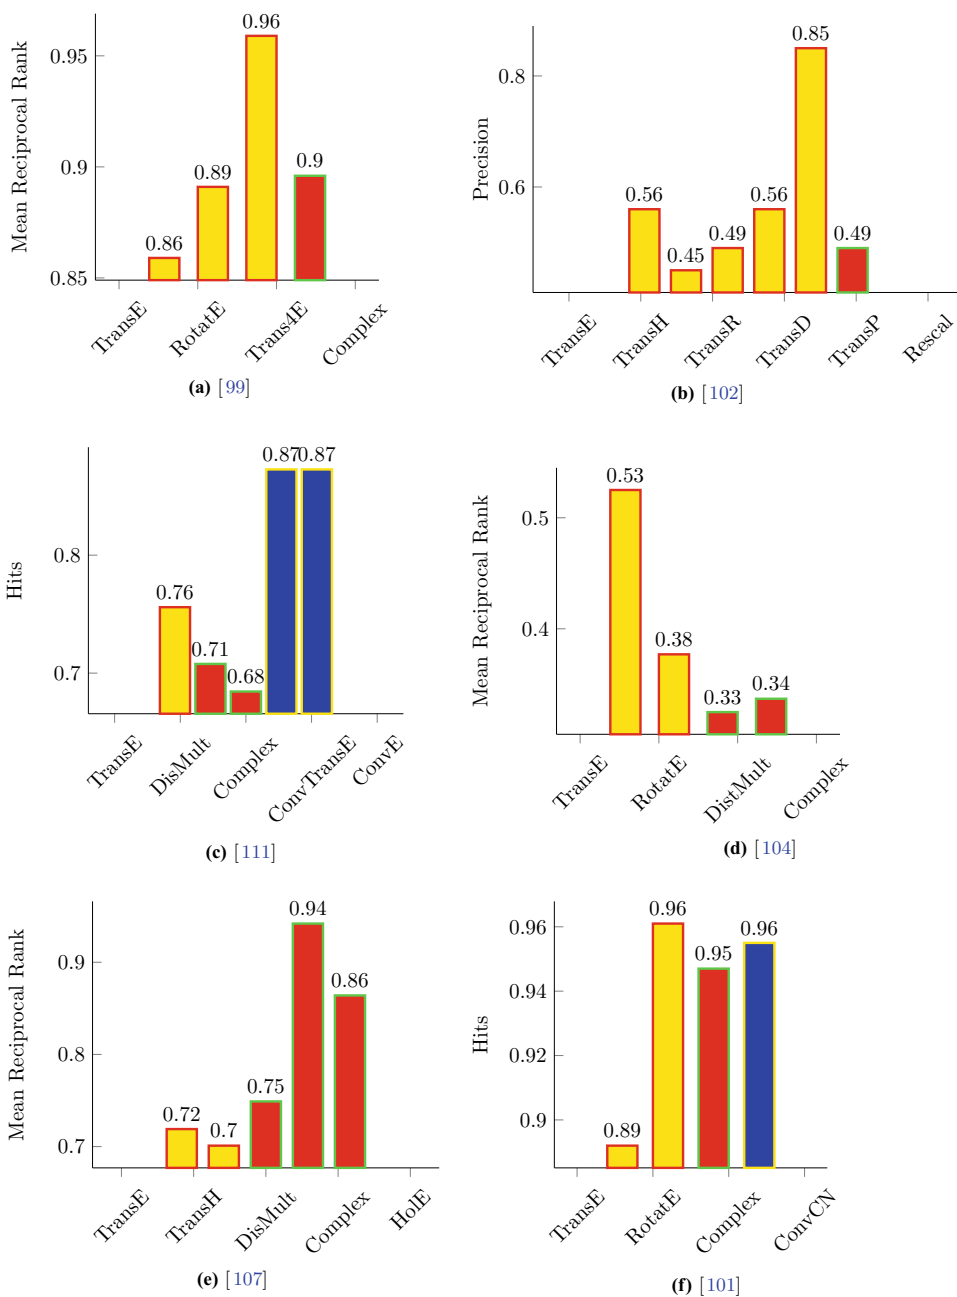 Mean Reciprocal Rank
0.95
0.9
0.85
0.86
0.89
0.96
0.9
TransE
RotatE
Trans4E
Complex
(a) [99]
Precision
0.8
0.6
0.56
0.45
0.49
0.56
0.85
0.49
TransE
TransH
TransR
TransD
TransP
Rescal
(b) [102]
Hits
0.8
0.7
0.76
0.71
0.68
0.87
0.87
TransE
DisMult
Complex
ConvTransE
ConvE
(c) [111]
Mean Reciprocal Rank
0.5
0.4
0.53
0.38
0.33
0.34
TransE
RotatE
DistMult
Complex
(d) [104]
Mean Reciprocal Rank
0.9
0.8
0.7
0.72
0.7
0.75
0.94
0.86
TransE
TransH
DisMult
Complex
HolE
(e) [107]
Hits
0.96
0.94
0.92
0.9
0.89
0.96
0.95
0.96
TransE
RotatE
Complex
ConvCN
(f) [101]